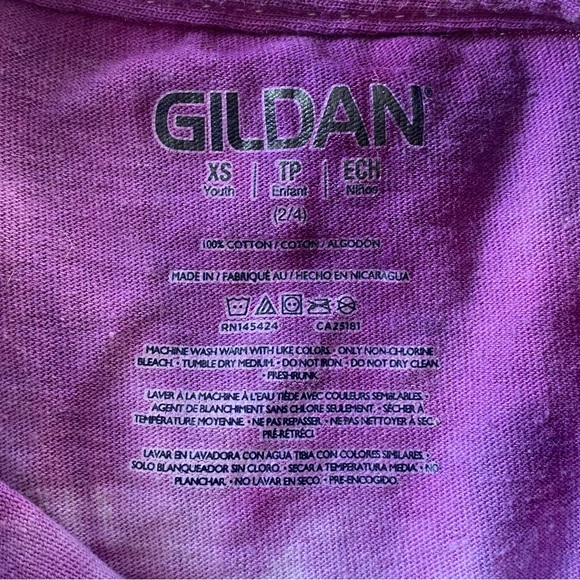 GILDAN®
XS | TP | ECH
Youth | Enfant | Niños
(2/4)
100% COTTON / COTON / ALGODÓN
MADE IN / FABRIQUÉ AU / HECHO EN NICARAGUA
RN145424 CA25181
MACHINE WASH WARM WITH LIKE COLORS • ONLY NON-CHLORINE
BLEACH • TUMBLE DRY MEDIUM • DO NOT IRON • DO NOT DRY CLEAN
• PRESHRUNK
LAVER À LA MACHINE À L'EAU TIÈDE AVEC COULEURS SEMBLABLES •
AGENT DE BLANCHIMENT SANS CHLORE SEULEMENT • SÉCHER À
TEMPÉRATURE MOYENNE • NE PAS REPASSER • NE PAS NETTOYER À SEC
PRÉ-RÉTRÉCI
LAVAR EN LAVADORA CON AGUA TIBIA CON COLORES SIMILARES •
SOLO BLANQUEADOR SIN CLORO • SECAR A TEMPERATURA MEDIA • NO
PLANCHAR • NO LAVAR EN SECO • PRE-ENCOGIDO